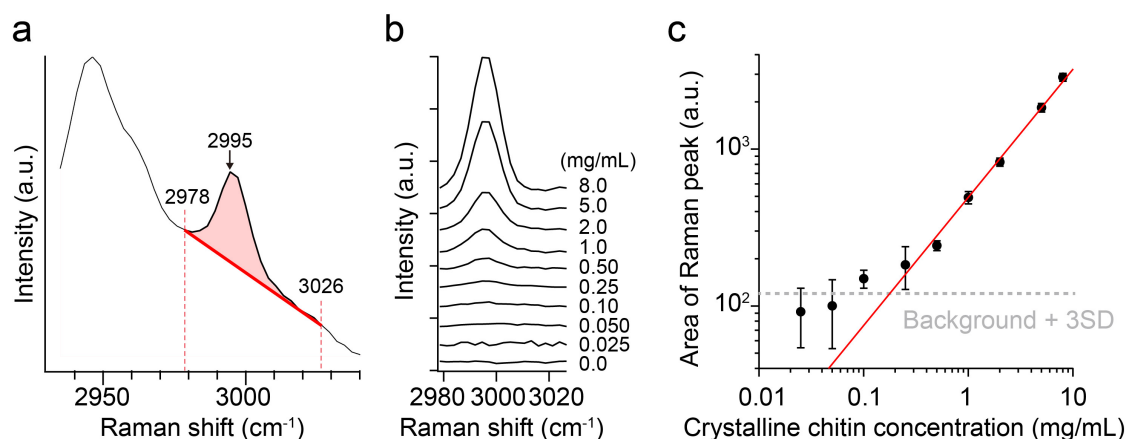 a
2995
2978
3026
Intensity (a.u.)
2950
3000
Raman shift (cm⁻¹)
b
(mg/mL)
8.0
5.0
2.0
1.0
0.50
0.25
0.10
0.050
0.025
0.0
Intensity (a.u.)
2980
3000
3020
Raman shift (cm⁻¹)
c
Area of Raman peak (a.u.)
10³
10²
Background + 3SD
0.01
0.1
1
10
Crystalline chitin concentration (mg/mL)